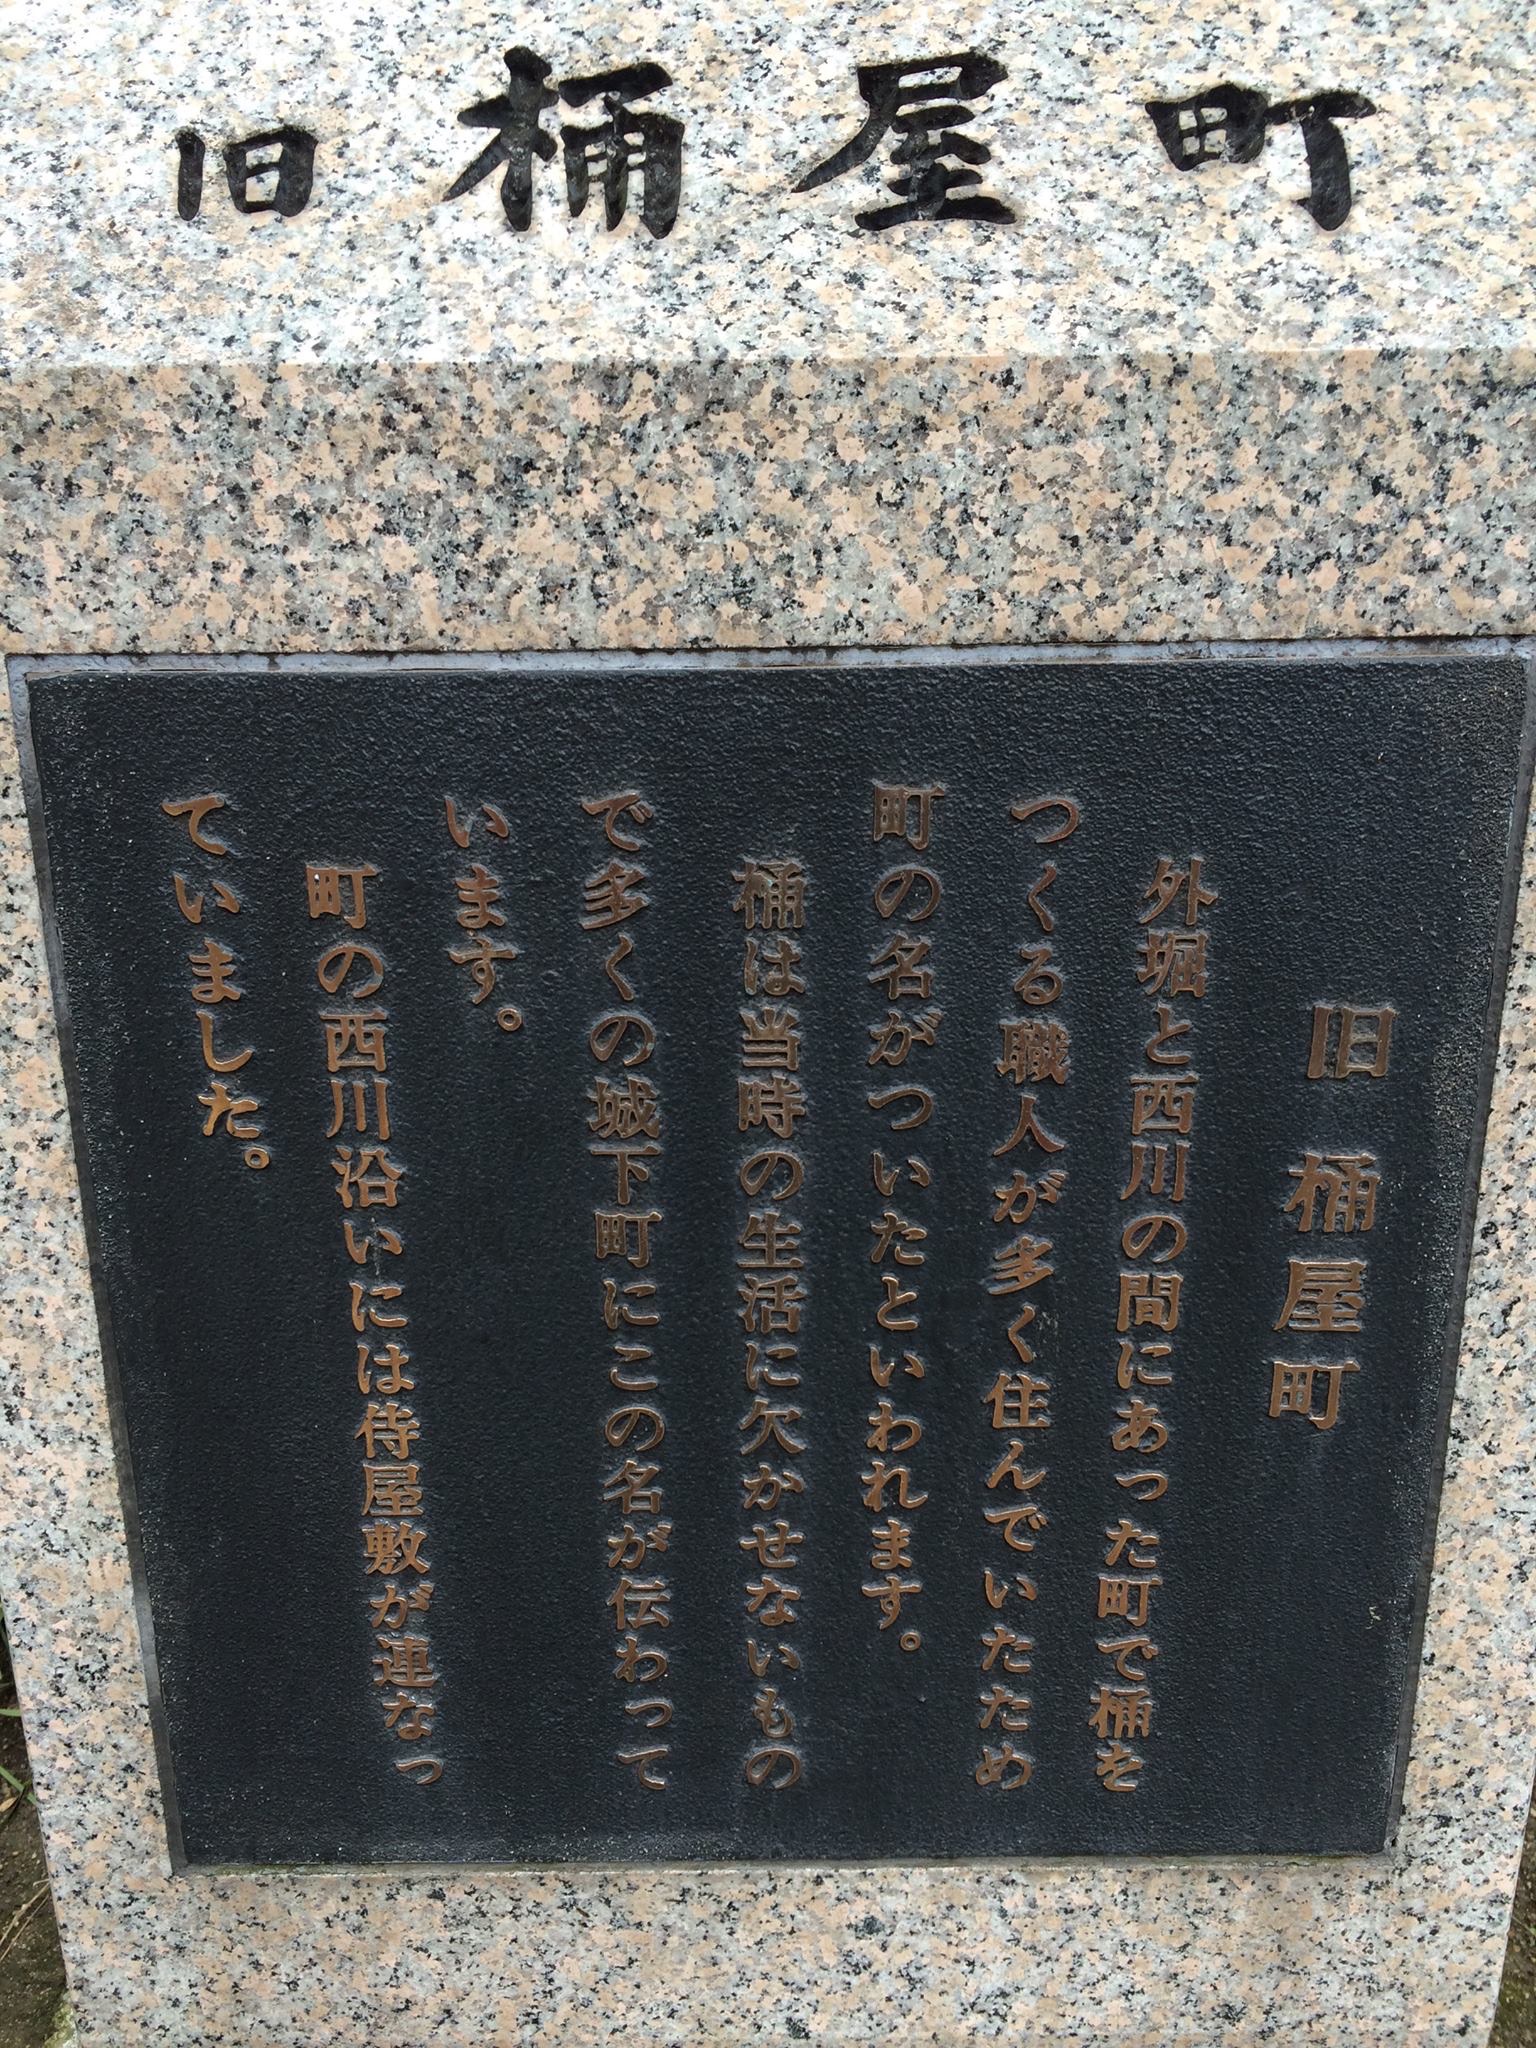 旧桶屋町
旧桶屋町
外堀と西川の間にあった町で桶を
つくる職人が多く住んでいたため
町の名がついたといわれます。
桶は当時の生活に欠かせないもの
で多くの城下町にこの名が伝わって
います。
町の西川沿いには侍屋敷が連なっ
ていました。